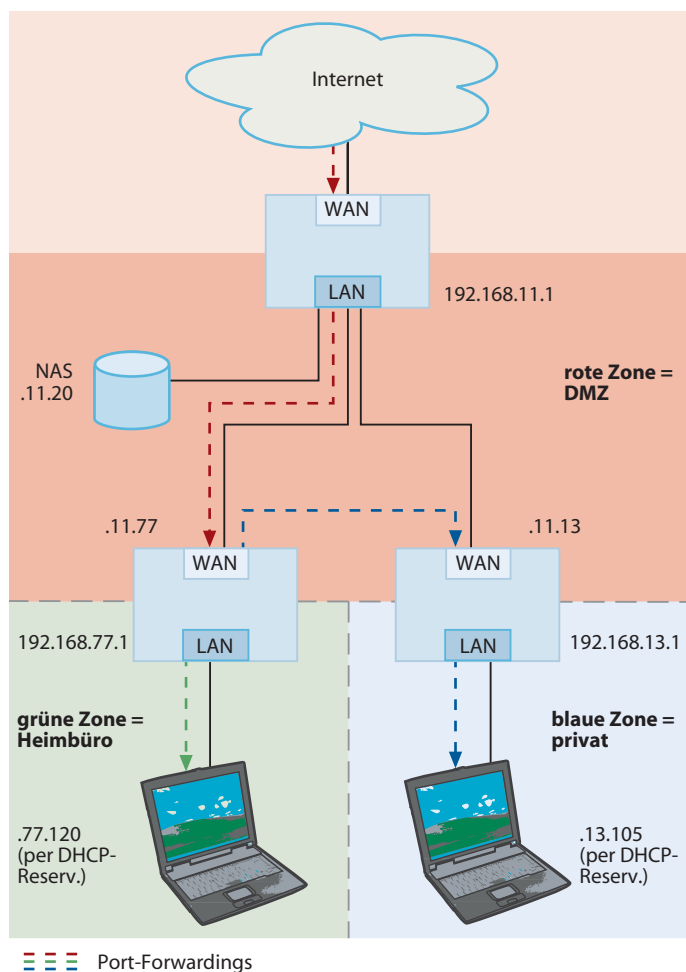 Internet
WAN
LAN
192.168.11.1
NAS
.11.20
rote Zone =
DMZ
.11.77
.11.13
WAN
WAN
192.168.77.1
LAN
LAN
192.168.13.1
grüne Zone =
Heimbüro
blaue Zone =
privat
.77.120
(per DHCP-
Reserv.)
.13.105
(per DHCP-
Reserv.)
Port-Forwardings